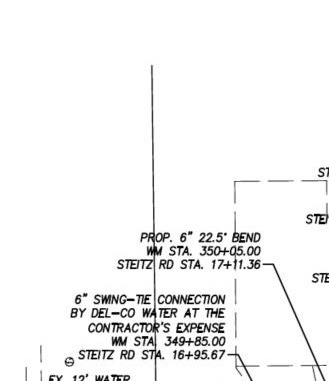 ST
STE
PROP. 6" 22.5° BEND
WM STA. 350+05.00
STEITZ RD STA. 17+11.36
STE
6" SWING-TIE CONNECTION
BY DEL-CO WATER AT THE
CONTRACTOR'S EXPENSE
WM STA. 349+85.00
STEITZ RD STA. 16+95.67
EX. 12' WATER